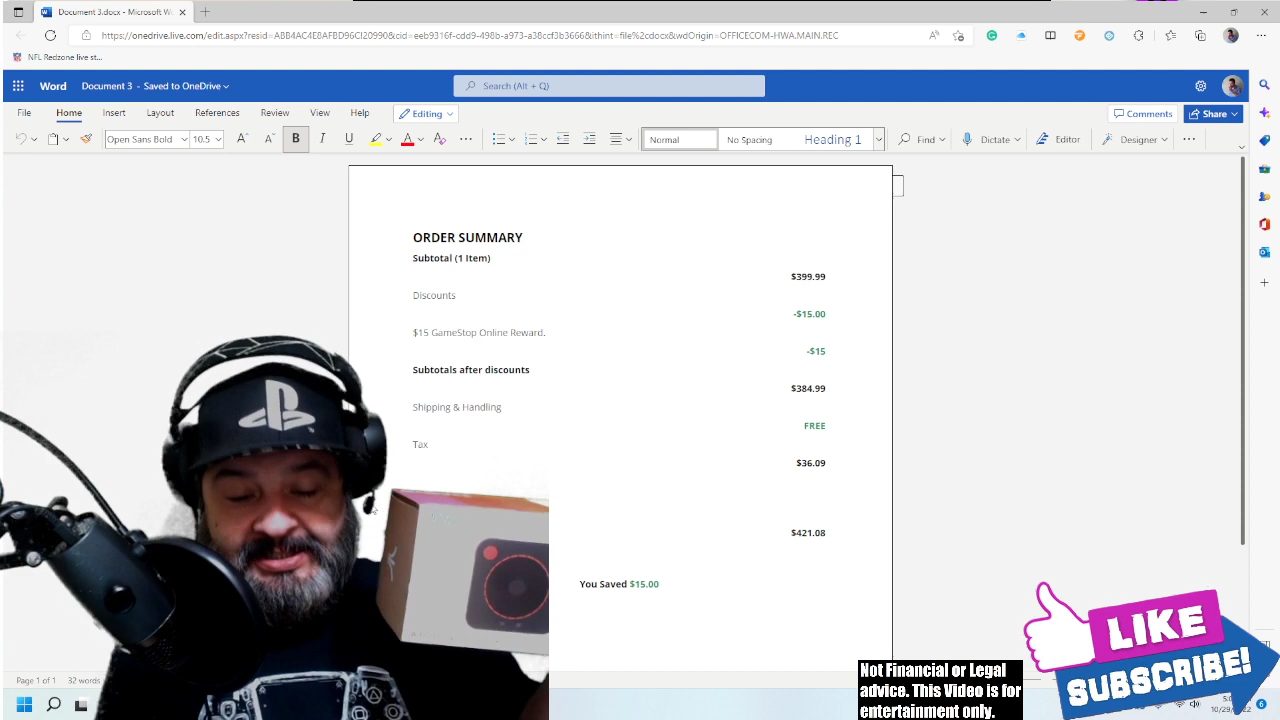 Document 3.docx - Microsoft Wor
https://onedrive.live.com/edit.aspx?resid=ABB4AC4E8AFBD96C!20990&cid=eeb9316f-cdd9-498b-a973-a38ccf3b3666&ithint=file%2cdocx&wdOrigin=OFFICECOM-HWA.MAIN.REC
NFL Redzone live st...
Word Document 3 - Saved to OneDrive Search (Alt + Q)
File Home Insert Layout References Review View Help Editing Comments Share
Open Sans Bold 10.5 B I U A Normal No Spacing Heading 1 Find Dictate Editor Designer
ORDER SUMMARY
Subtotal (1 Item)
$399.99
Discounts
-$15.00
$15 GameStop Online Reward.
-$15
Subtotals after discounts
$384.99
Shipping & Handling
FREE
Tax
$36.09
$421.08
You Saved $15.00
LIKE
SUBSCRIBE!
Not Financial or Legal
advice. This Video is for
entertainment only.
Page 1 of 1 32 words